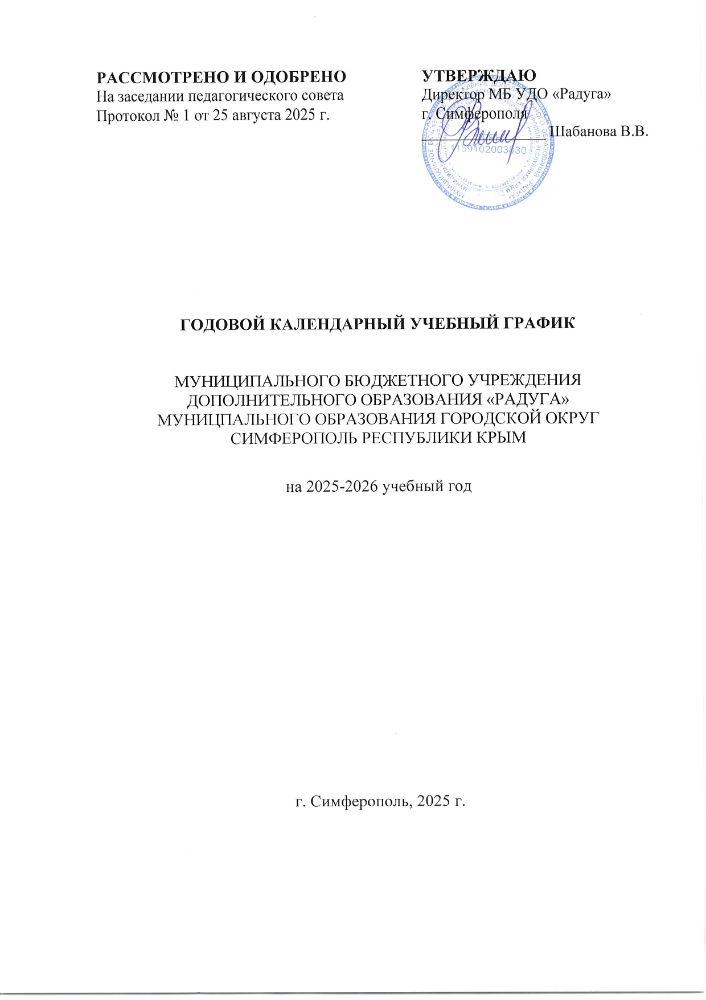 РАССМОТРЕНО И ОДОБРЕНО
На заседании педагогического совета
Протокол № 1 от 25 августа 2025 г.
УТВЕРЖДАЮ
Директор МБ УДО «Радуга»
г. Симферополя
Шабанова В.В.
1159102003830
ГОДОВОЙ КАЛЕНДАРНЫЙ УЧЕБНЫЙ ГРАФИК
МУНИЦИПАЛЬНОГО БЮДЖЕТНОГО УЧРЕЖДЕНИЯ
ДОПОЛНИТЕЛЬНОГО ОБРАЗОВАНИЯ «РАДУГА»
МУНИЦПАЛЬНОГО ОБРАЗОВАНИЯ ГОРОДСКОЙ ОКРУГ
СИМФЕРОПОЛЬ РЕСПУБЛИКИ КРЫМ
на 2025-2026 учебный год
г. Симферополь, 2025 г.